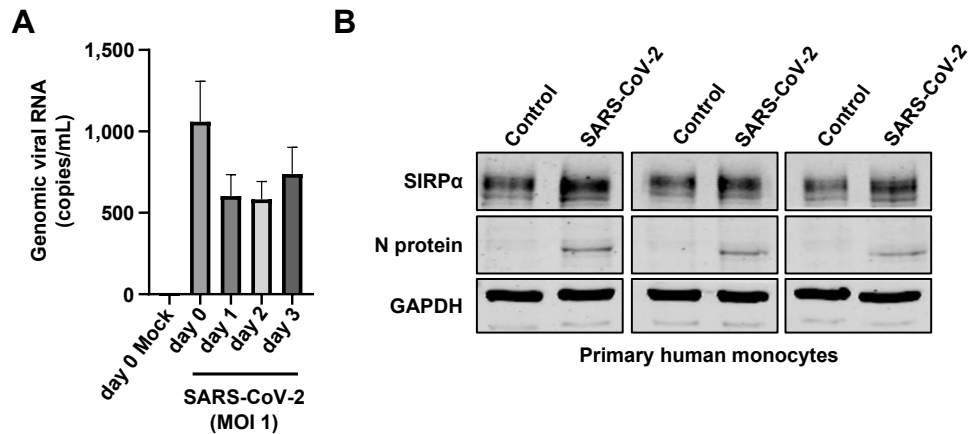 A
Genomic viral RNA
(copies/mL)
1,500
1,000
500
0
day 0 Mock
day 0
day 1
day 2
day 3
SARS-CoV-2
(MOI 1)
B
Control
SARS-CoV-2
Control
SARS-CoV-2
Control
SARS-CoV-2
SIRPα
N protein
GAPDH
Primary human monocytes